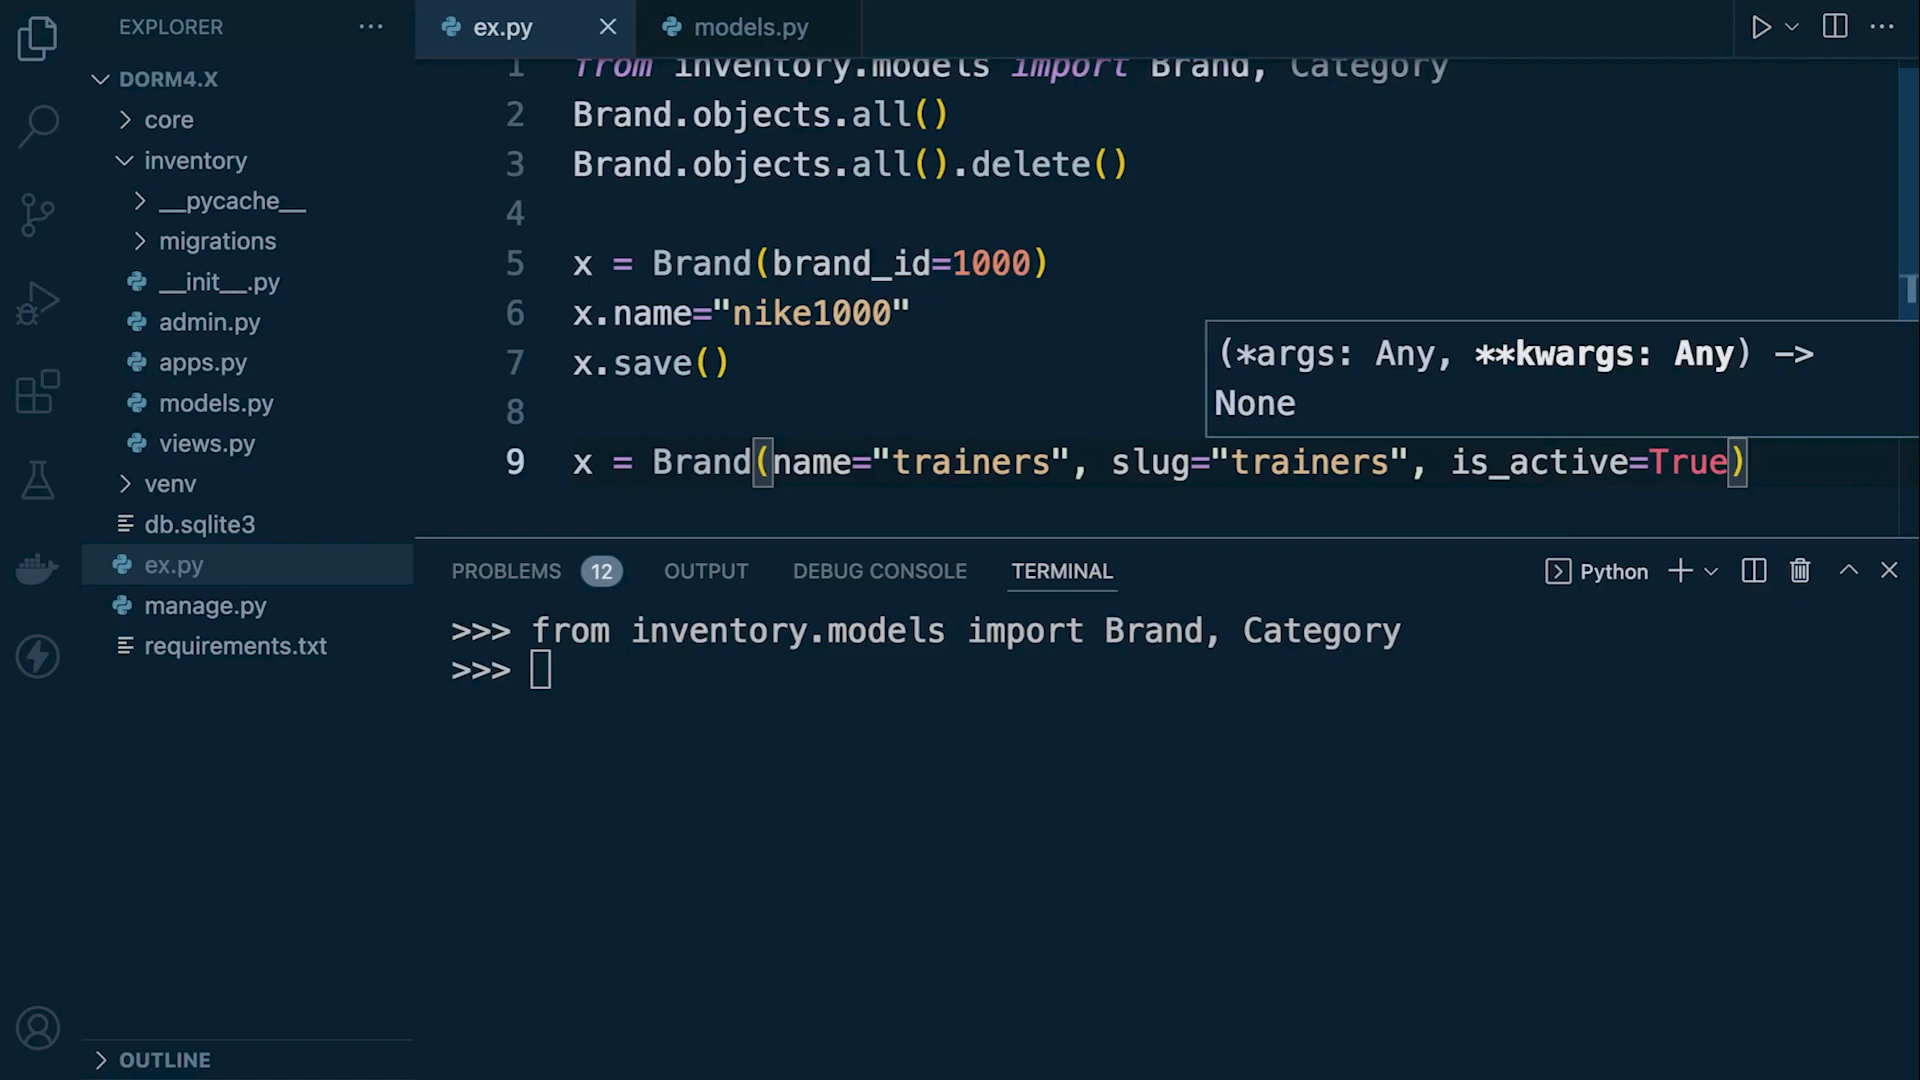 EXPLORER
DORM4.X
core
inventory
__pycache__
migrations
__init__.py
admin.py
apps.py
models.py
views.py
venv
db.sqlite3
ex.py
manage.py
requirements.txt
OUTLINE
ex.py
models.py
1 from inventory.models import Brand, Category
2 Brand.objects.all()
3 Brand.objects.all().delete()
4
5 x = Brand(brand_id=1000)
6 x.name="nike1000"
7 x.save()
8
(*args: Any, **kwargs: Any) ->
None
9 x = Brand(name="trainers", slug="trainers", is_active=True)
PROBLEMS 12 OUTPUT DEBUG CONSOLE TERMINAL Python
>>> from inventory.models import Brand, Category
>>>